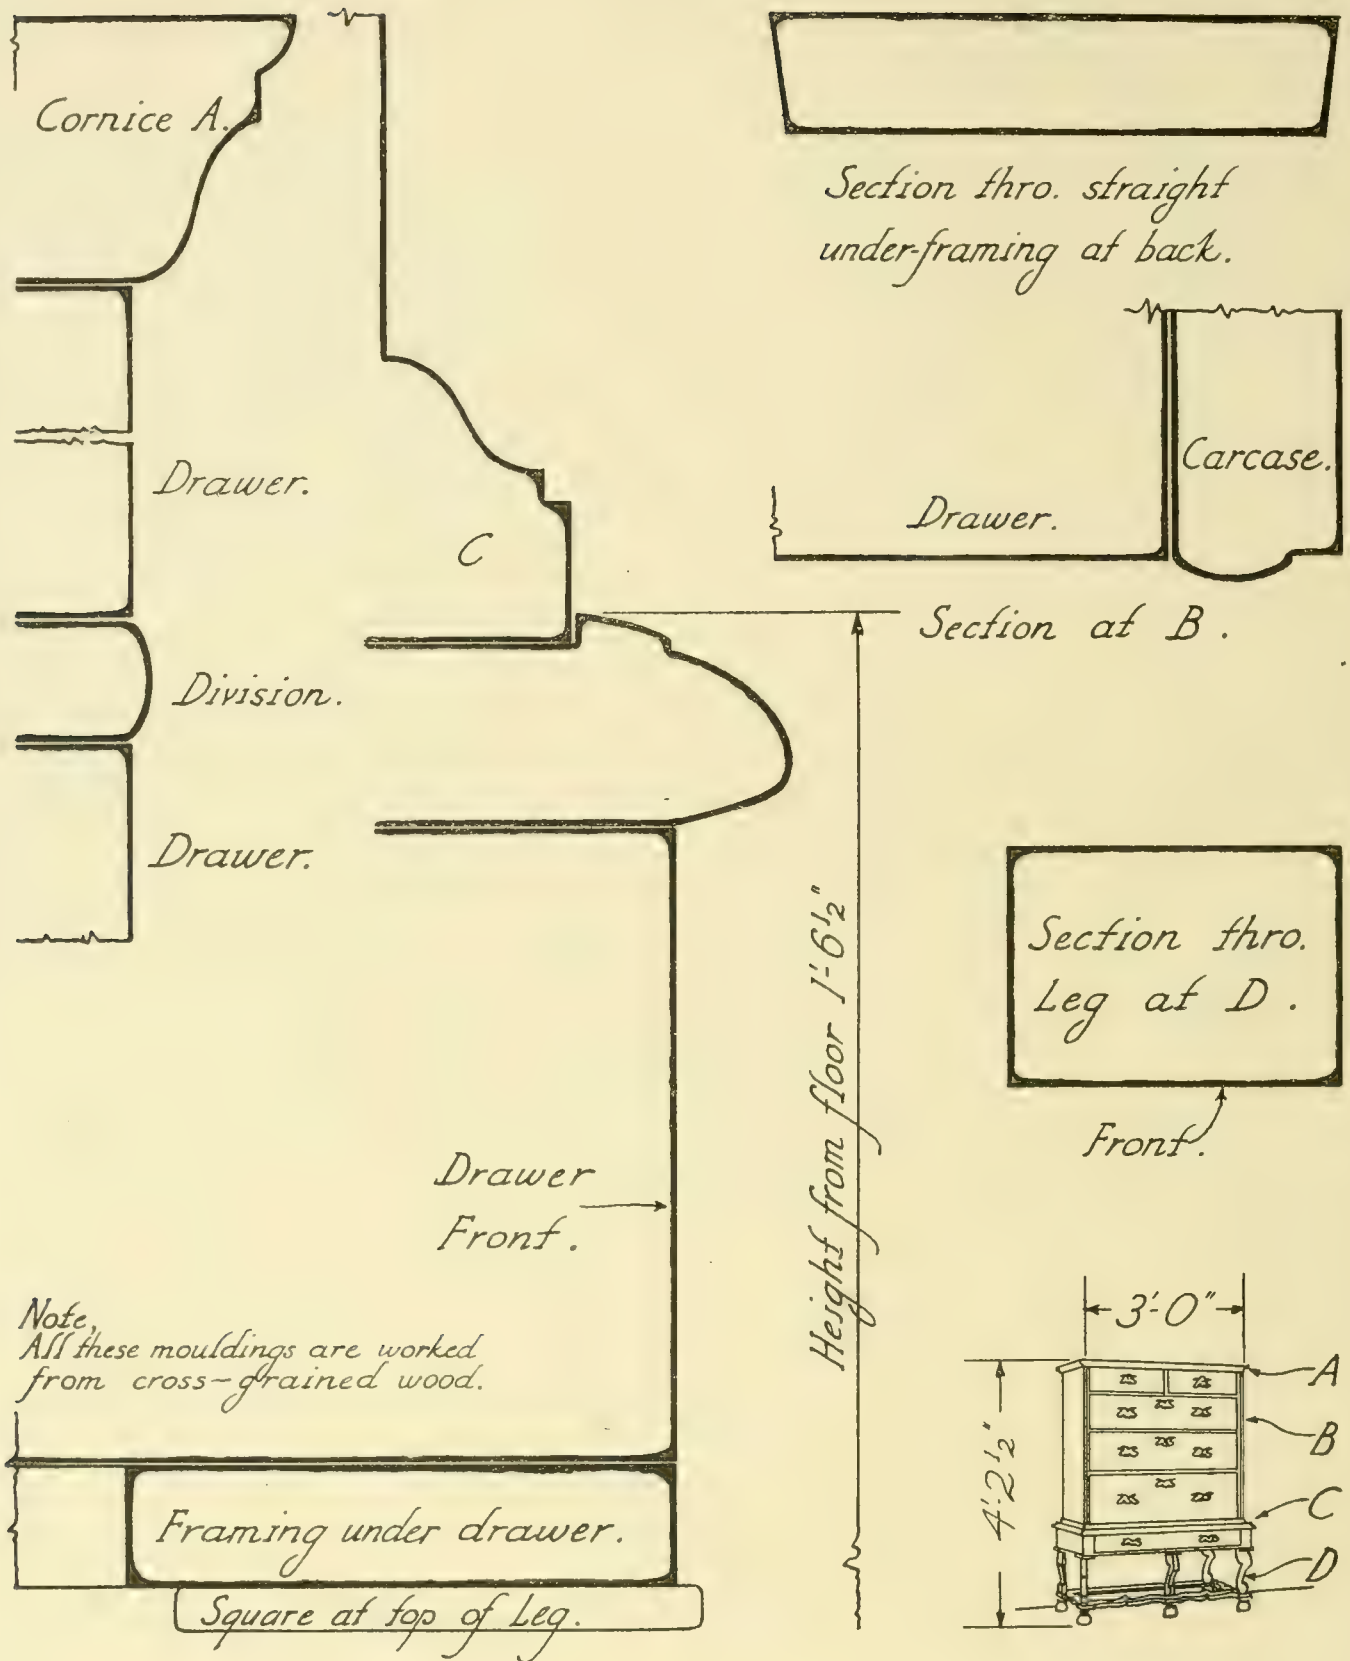 Cornice A.
Section thro. straight
under-framing at back.
Drawer.
C
Carcase.
Drawer.
Section at B.
Division.
Drawer.
Height from floor 1'-6½"
Section thro.
Leg at D.
Front.
Drawer
Front.
Note,
All these mouldings are worked
from cross-grained wood.
3'-0"
4'-2½"
A
B
C
D
Framing under drawer.
Square at top of Leg.